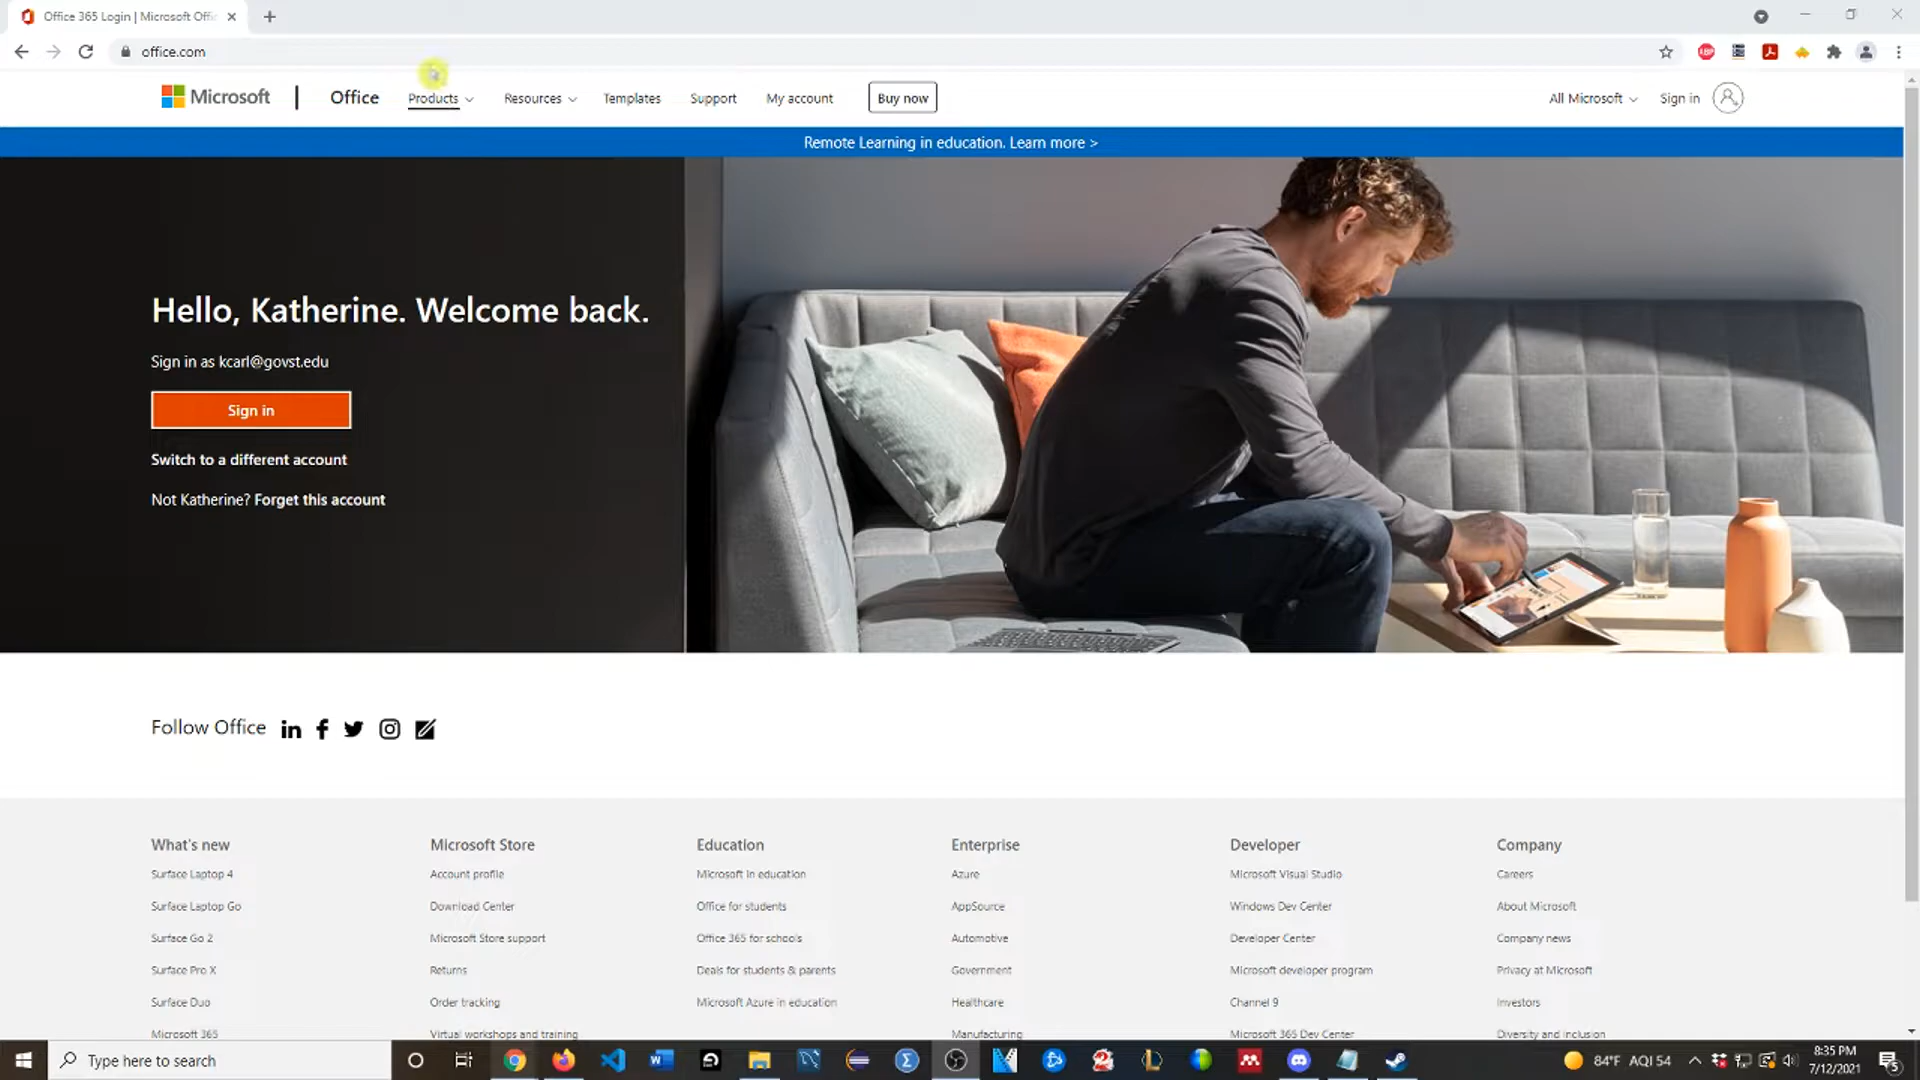 Office 365 Login | Microsoft Offi
office.com
ABP
Microsoft
Office
Products
Resources
Templates
Support
My account
Buy now
All Microsoft
Sign in
Remote Learning in education. Learn more >
Hello, Katherine. Welcome back.
Sign in as kcarl@govst.edu
Sign in
Switch to a different account
Not Katherine? Forget this account
Follow Office
What's new
Surface Laptop 4
Surface Laptop Go
Surface Go 2
Surface Pro X
Surface Duo
Microsoft 365
Microsoft Store
Account profile
Download Center
Microsoft Store support
Returns
Order tracking
Virtual workshops and training
Education
Microsoft in education
Office for students
Office 365 for schools
Deals for students & parents
Microsoft Azure in education
Enterprise
Azure
AppSource
Automotive
Government
Healthcare
Manufacturing
Developer
Microsoft Visual Studio
Windows Dev Center
Developer Center
Microsoft developer program
Channel 9
Microsoft 365 Dev Center
Company
Careers
About Microsoft
Company news
Privacy at Microsoft
Investors
Diversity and inclusion
Type here to search
84°F AQI 54
8:35 PM
7/12/2021
5